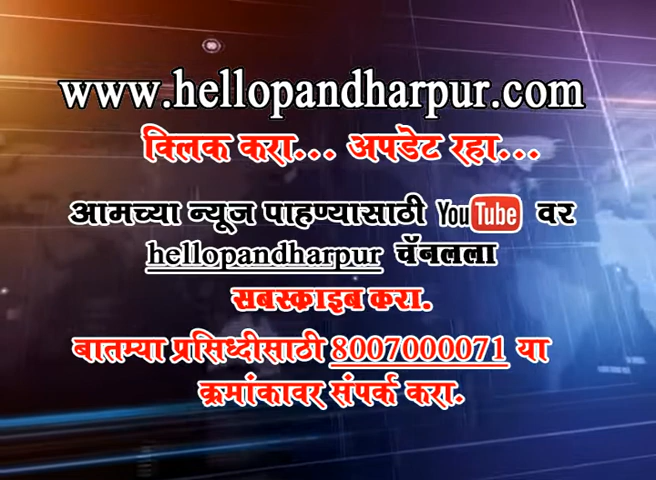 www.hellopandharpur.com
क्लिक करा... अपडेट रहा...
आमच्या न्यूज पाहण्यासाठी YouTube वर
hellopandharpur चॅनलला
सबस्क्राइब करा.
बातम्या प्रसिध्दीसाठी 8007000071 या
क्रमांकावर संपर्क करा.